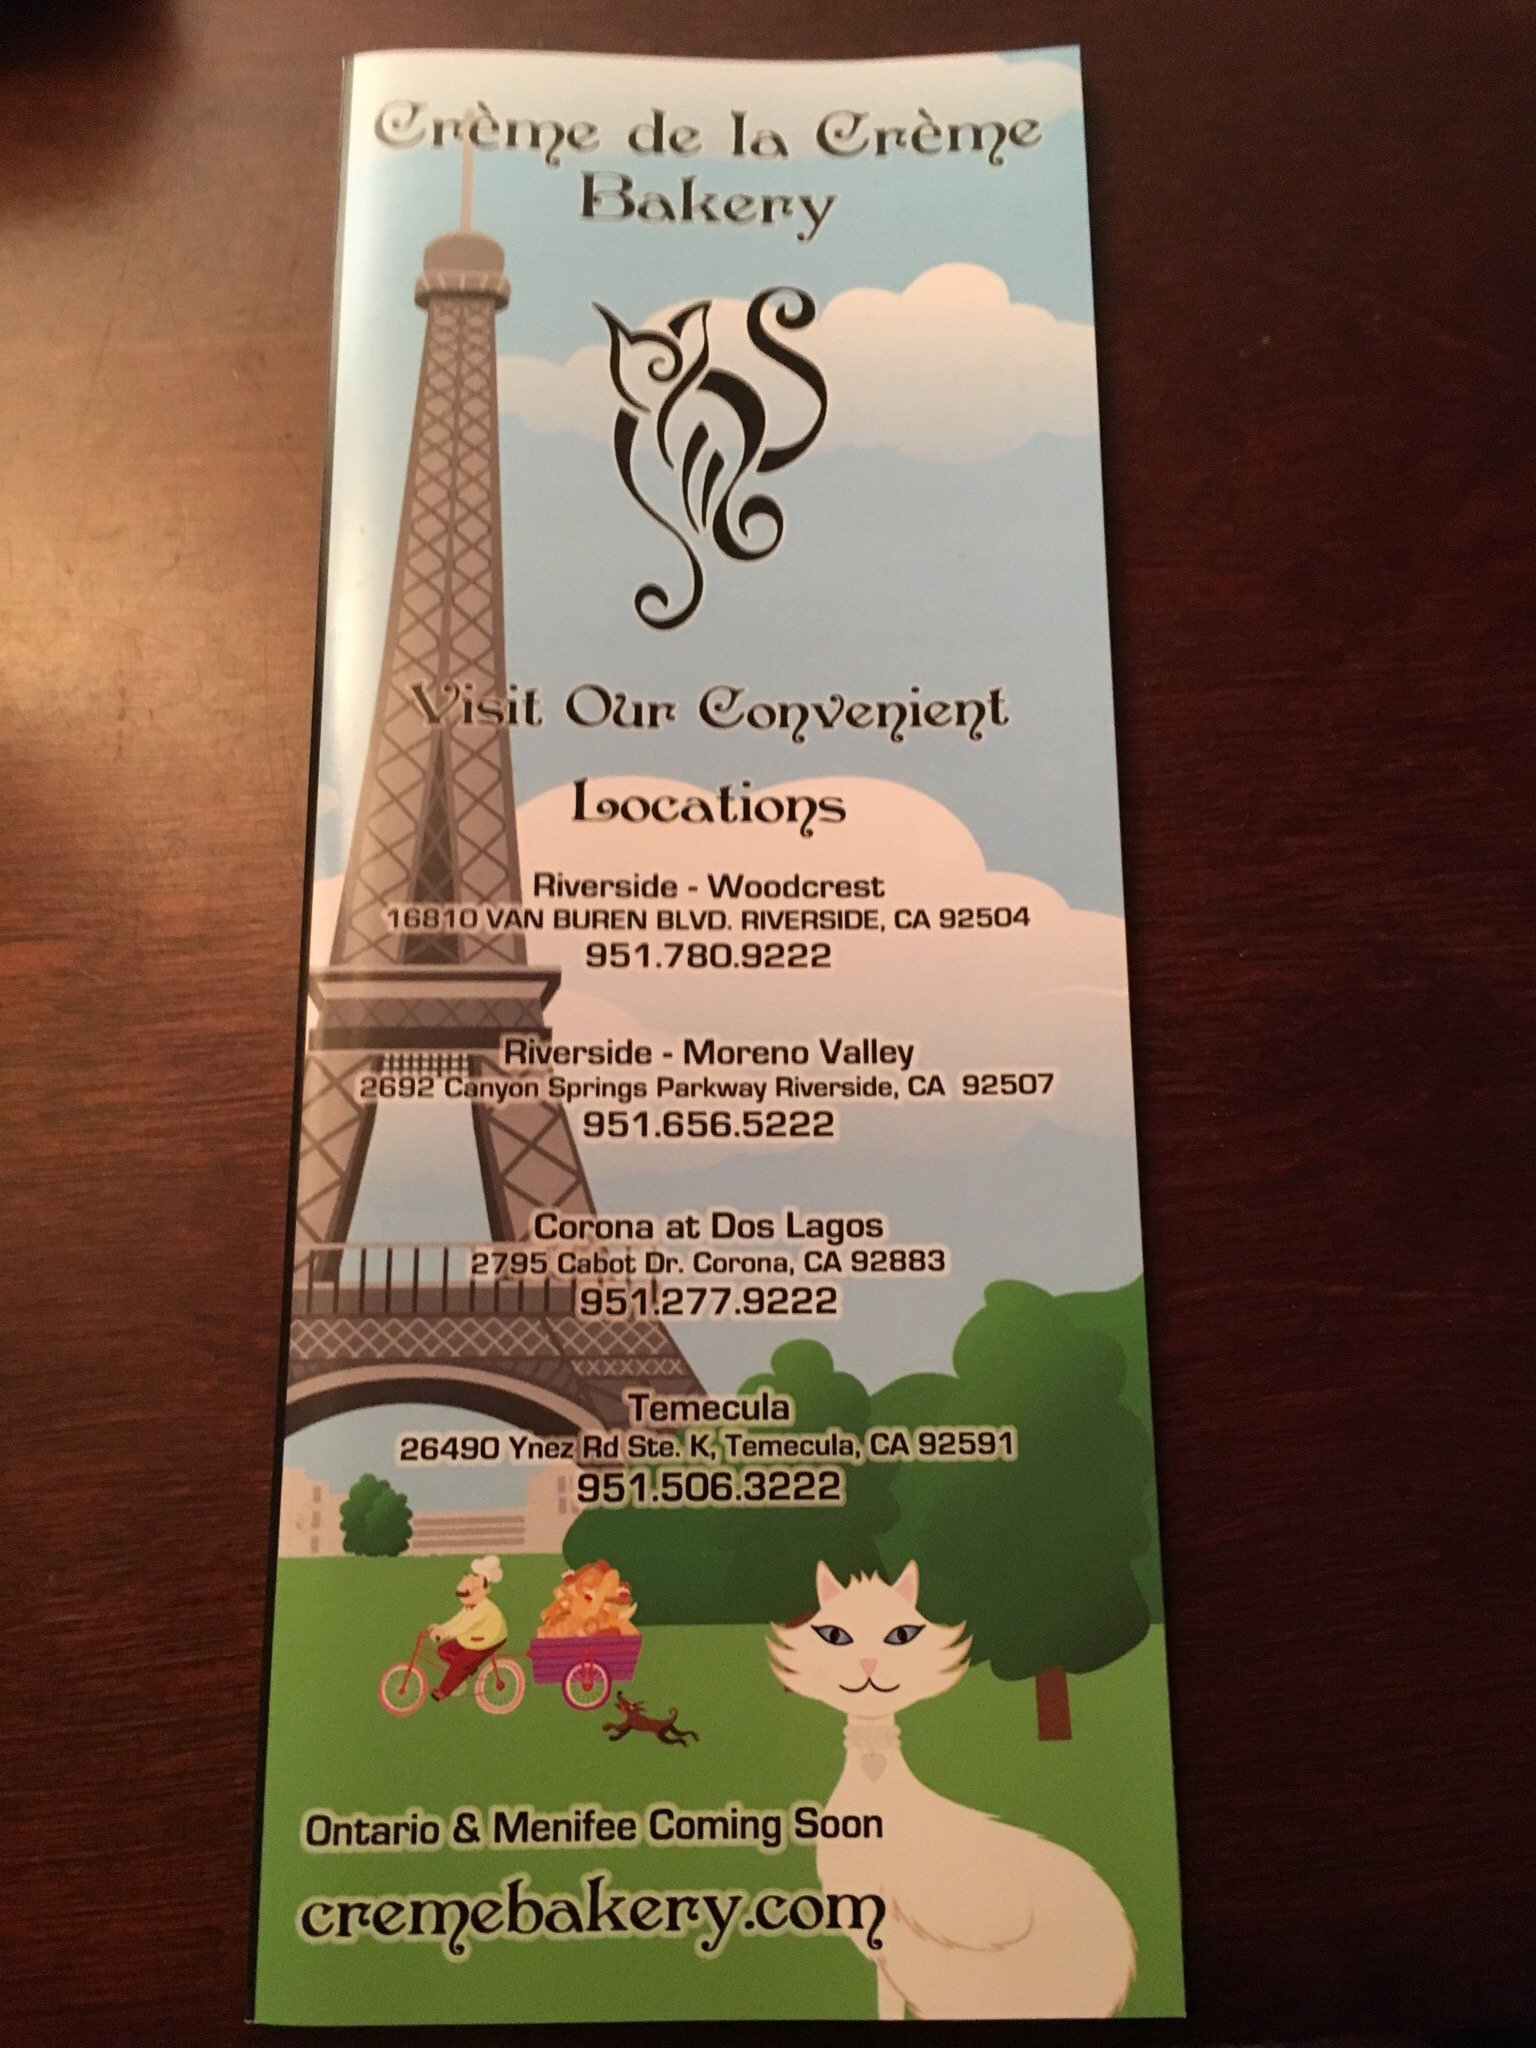 Crème de la Crème
Bakery
Visit Our Convenient
Locations
Riverside - Woodcrest
16810 VAN BUREN BLVD. RIVERSIDE, CA 92504
951.780.9222
Riverside - Moreno Valley
2692 Canyon Springs Parkway Riverside, CA 92507
951.656.5222
Corona at Dos Lagos
2795 Cabot Dr. Corona, CA 92883
951.277.9222
Temecula
26490 Ynez Rd Ste. K, Temecula, CA 92591
951.506.3222
Ontario & Menifee Coming Soon
cremebakery.com